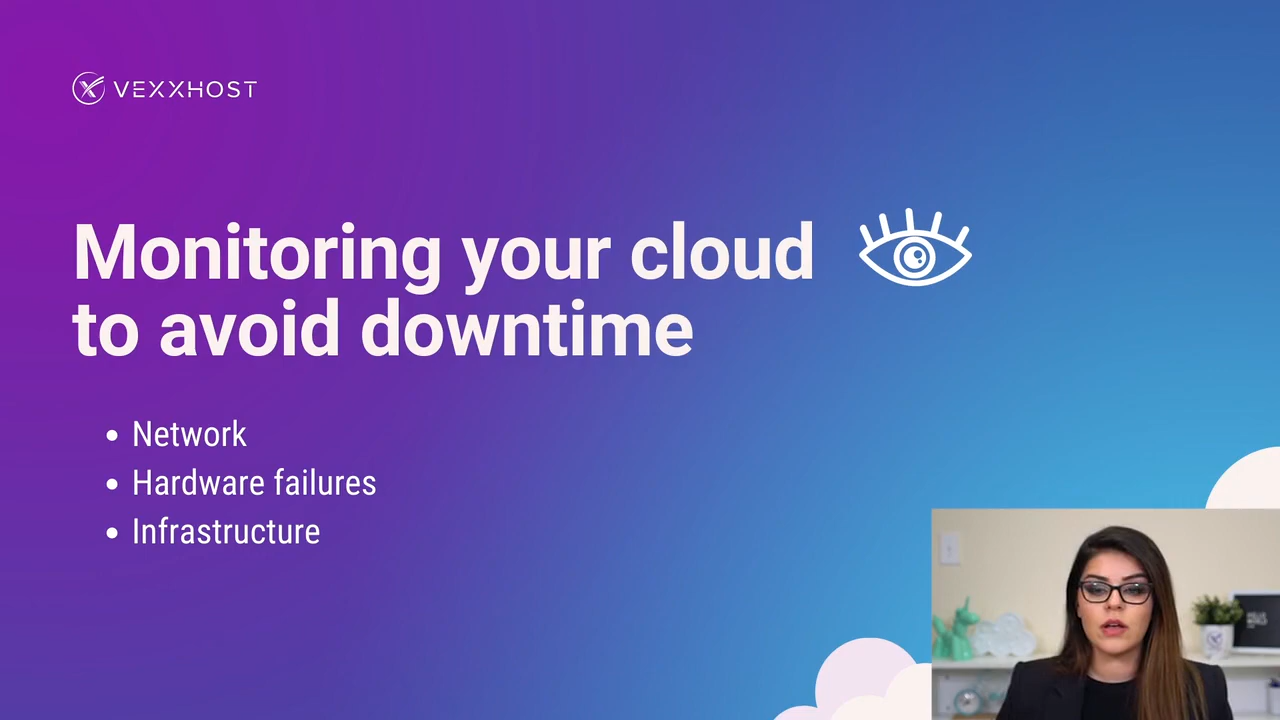 VEXXHOST
Monitoring your cloud
to avoid downtime
Network
Hardware failures
Infrastructure